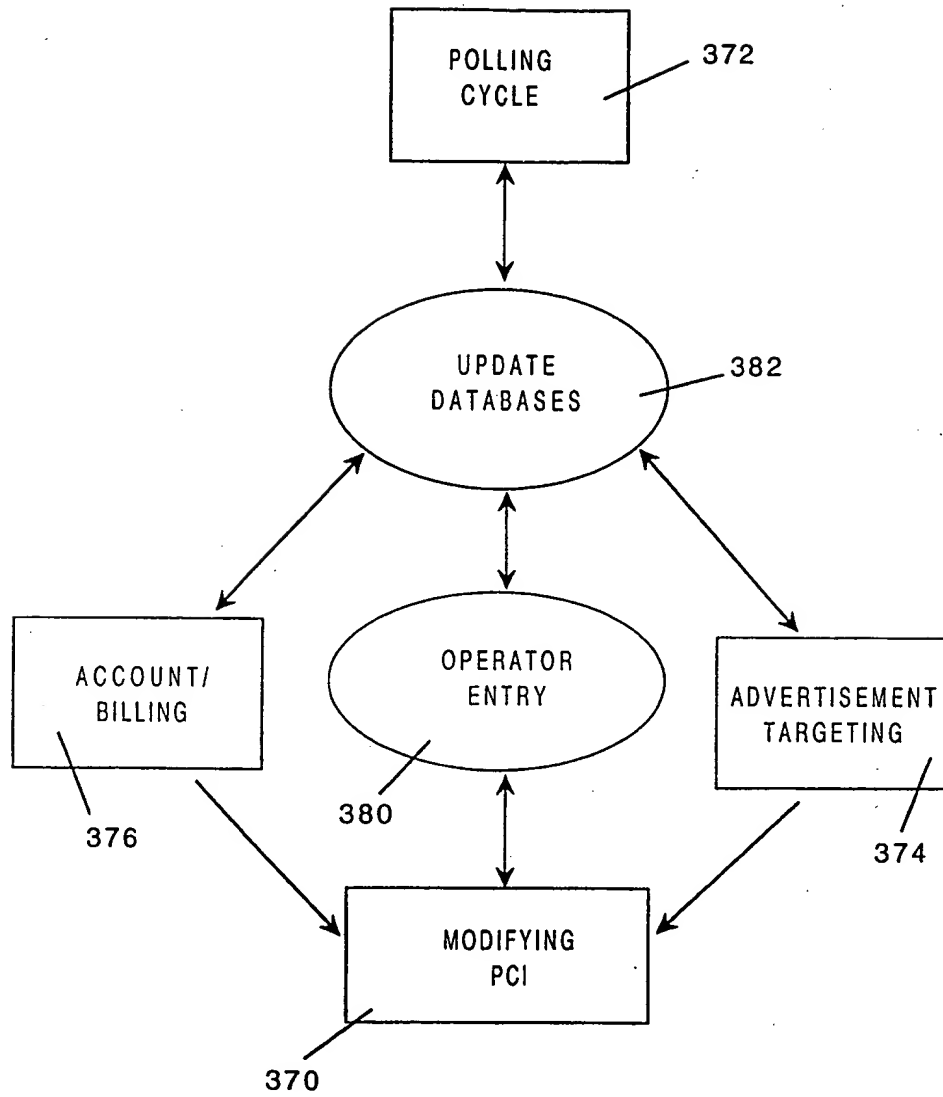 POLLING
CYCLE
372
UPDATE
DATABASES
382
ACCOUNT/
BILLING
376
OPERATOR
ENTRY
380
ADVERTISEMENT
TARGETING
374
MODIFYING
PCI
370